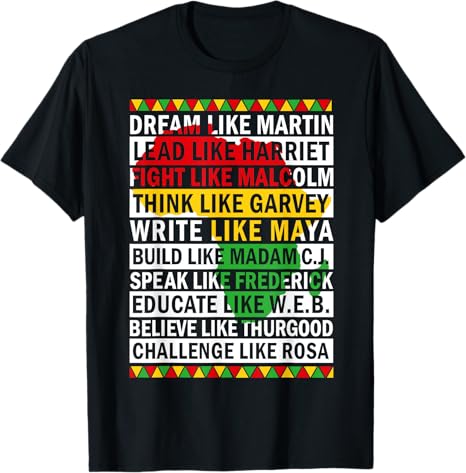 DREAM LIKE MARTIN
LEAD LIKE HARRIET
FIGHT LIKE MALCOLM
THINK LIKE GARVEY
WRITE LIKE MAYA
BUILD LIKE MADAM C.J.
SPEAK LIKE FREDERICK
EDUCATE LIKE W.E.B.
BELIEVE LIKE THURGOOD
CHALLENGE LIKE ROSA